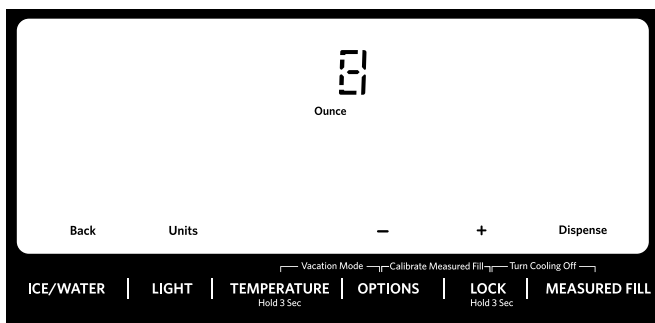 8
Ounce
Back Units − + Dispense
Vacation Mode Calibrate Measured Fill Turn Cooling Off
ICE/WATER LIGHT TEMPERATURE OPTIONS LOCK MEASURED FILL
Hold 3 Sec Hold 3 Sec